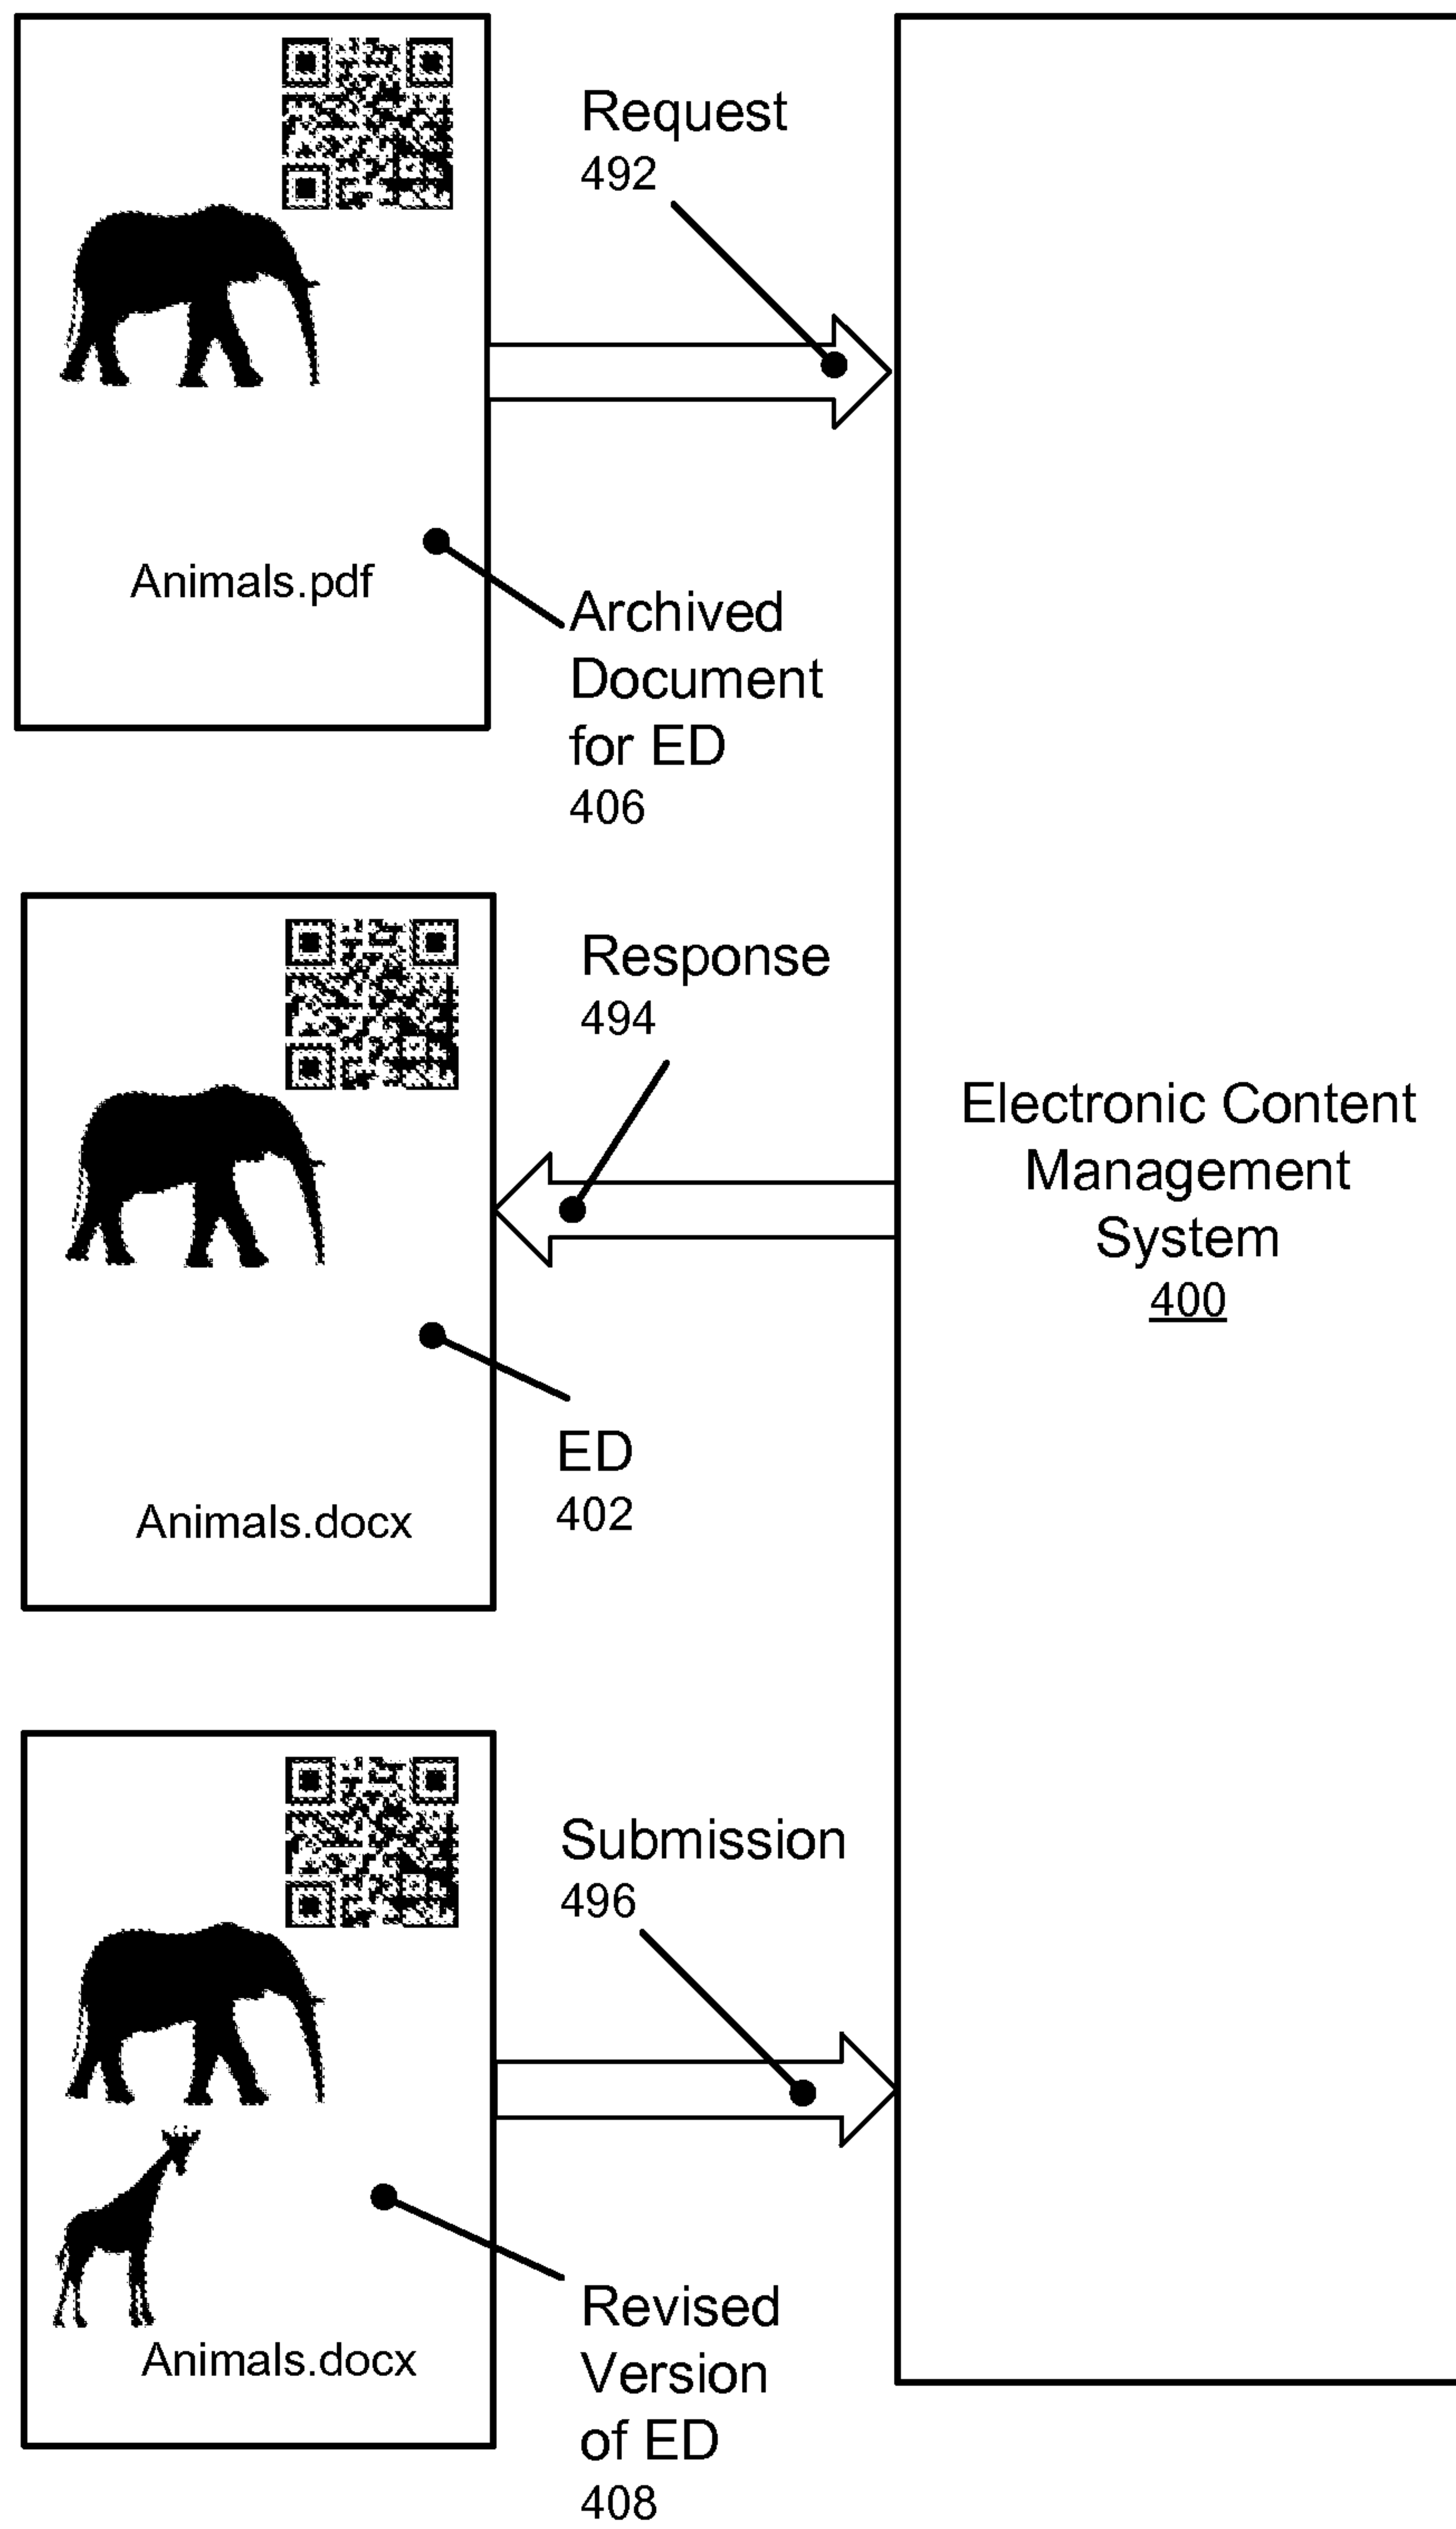 Request
492
Animals.pdf
Archived
Document
for ED
406
Response
494
Electronic Content
Management
System
400
ED
402
Animals.docx
Submission
496
Revised
Version
of ED
408
Animals.docx